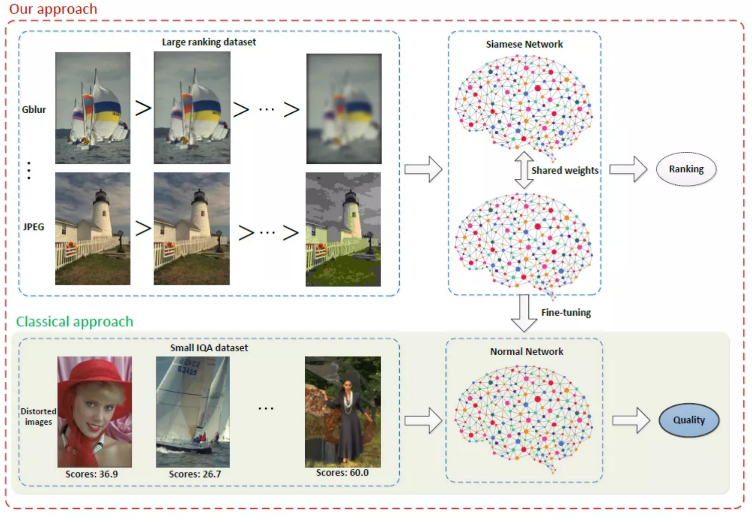 Our approach
Large ranking dataset
Siamese Network
Gblur
> > ... >
Shared weights
Ranking
JPEG
> > ... >
Fine-tuning
Classical approach
Small IQA dataset
Normal Network
Distorted
images
...
Quality
Scores: 36.9
Scores: 26.7
Scores: 60.0